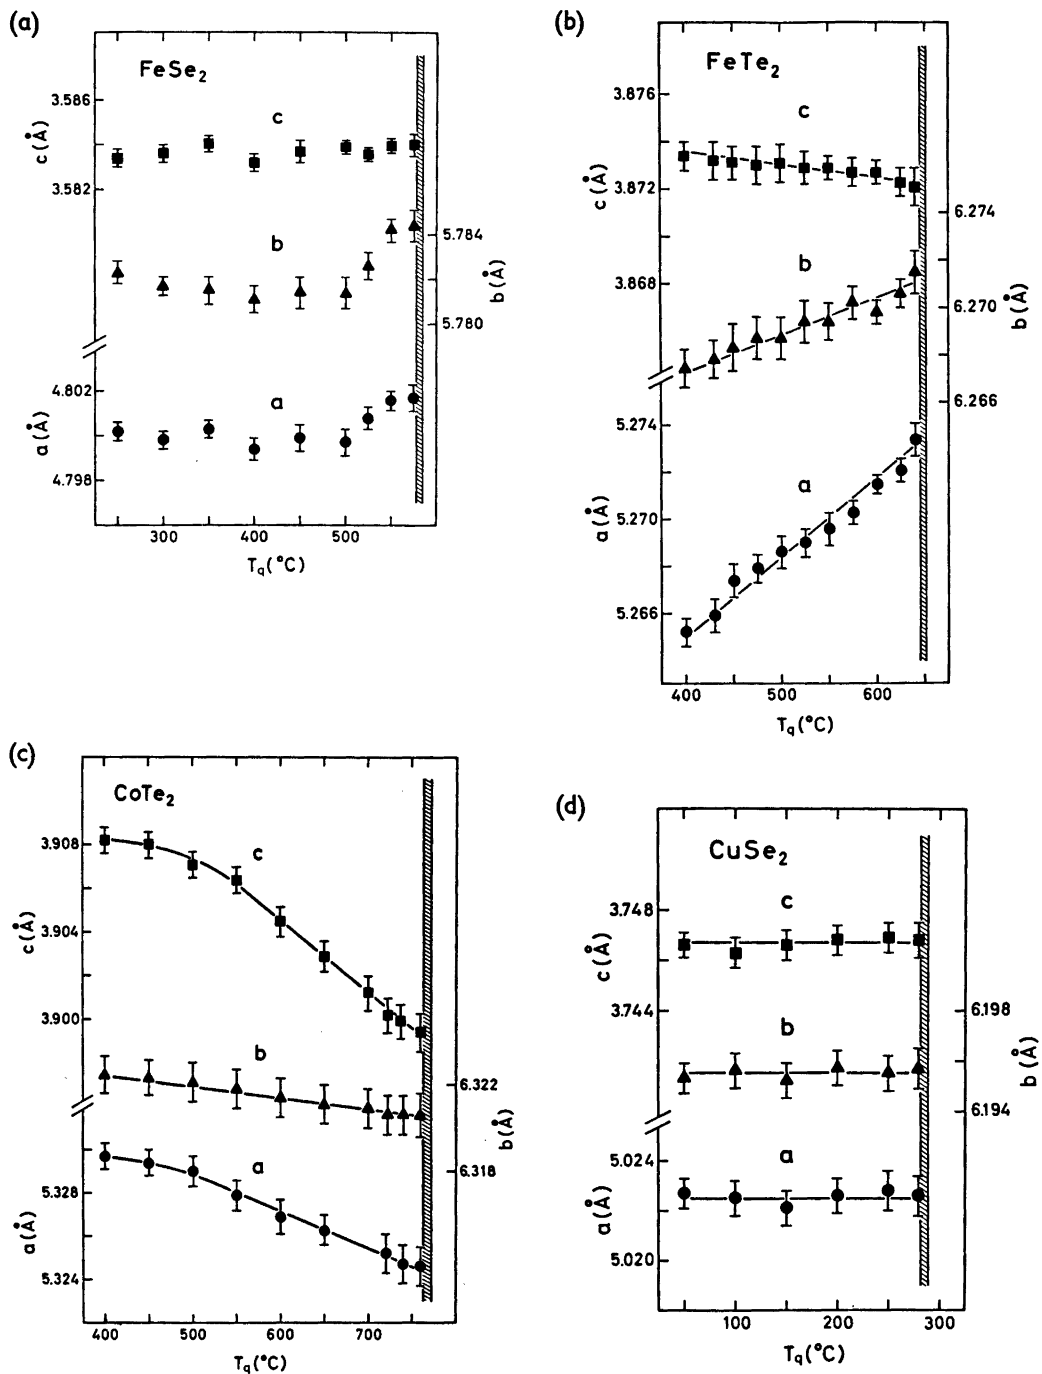 (a)
FeSe2
3.586
c(Å)
3.582
c
b
5.784
b(Å)
5.780
4.802
a(Å)
4.798
a
300 400 500
Tq(°C)
(b)
FeTe2
3.876
c(Å)
3.872
3.868
c
b
6.274
6.270
b(Å)
6.266
5.274
a(Å)
5.270
5.266
a
400 500 600
Tq(°C)
(c)
CoTe2
3.908
c(Å)
3.904
3.900
c
b
6.322
b(Å)
6.318
5.328
a(Å)
5.324
a
400 500 600 700
Tq(°C)
(d)
CuSe2
3.748
c(Å)
3.744
c
b
6.198
b(Å)
6.194
5.024
a(Å)
5.020
a
100 200 300
Tq(°C)